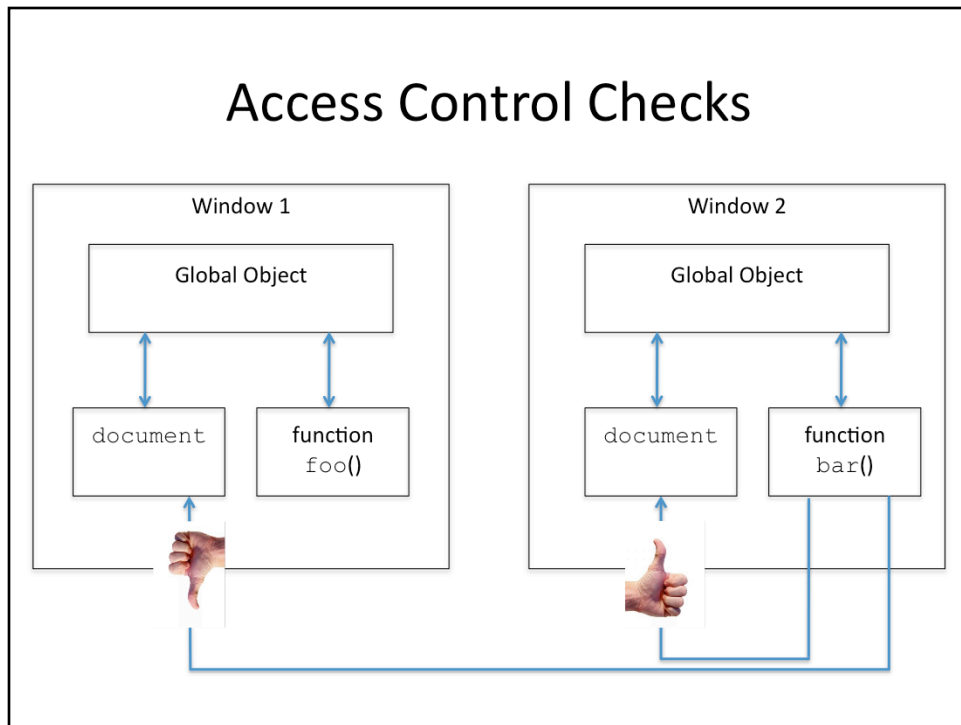 Access Control Checks
Window 1
Global Object
document
function
foo()
Window 2
Global Object
document
function
bar()